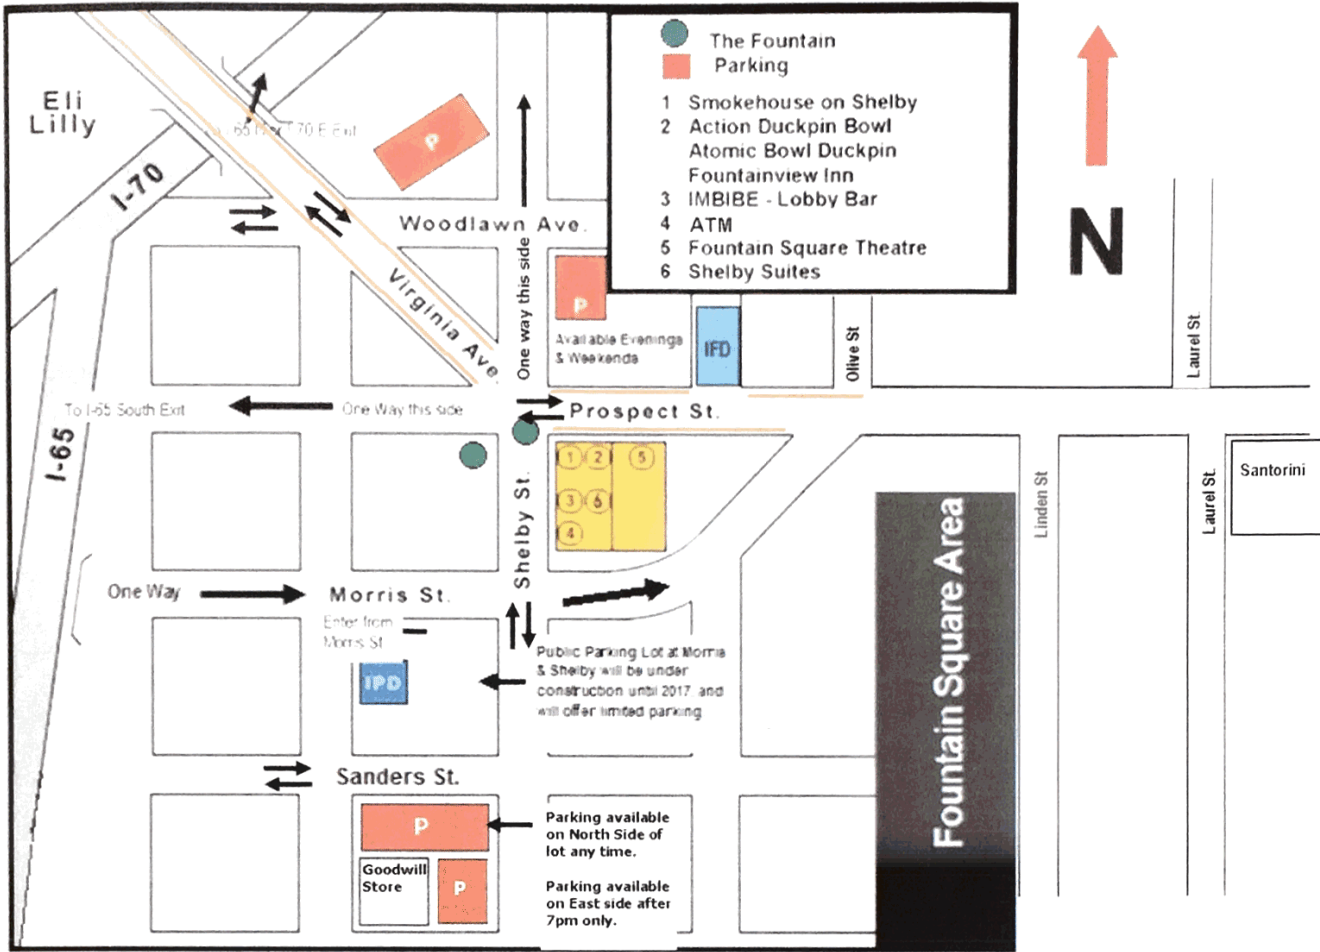 The Fountain
Parking
1 Smokehouse on Shelby
2 Action Duckpin Bowl
Atomic Bowl Duckpin
Fountainview Inn
3 IMBIBE - Lobby Bar
4 ATM
5 Fountain Square Theatre
6 Shelby Suites
N
Eli
Lilly
I-70
70 E Exit
P
Woodlawn Ave.
Virginia Ave.
One way this side
P
Available Evenings
& Weekends
IFD
Olive St
Laurel St.
To I-65 South Exit
One Way this side
Prospect St.
I-65
1
2
5
3
6
4
Shelby St.
Linden St
Laurel St.
Santorini
Fountain Square Area
One Way
Morris St.
Enter from
Morris St
IPD
Public Parking Lot at Morris
& Shelby will be under
construction until 2017, and
will offer limited parking
Sanders St.
P
Parking available
on North Side of
lot any time.
Goodwill
Store
P
Parking available
on East side after
7pm only.